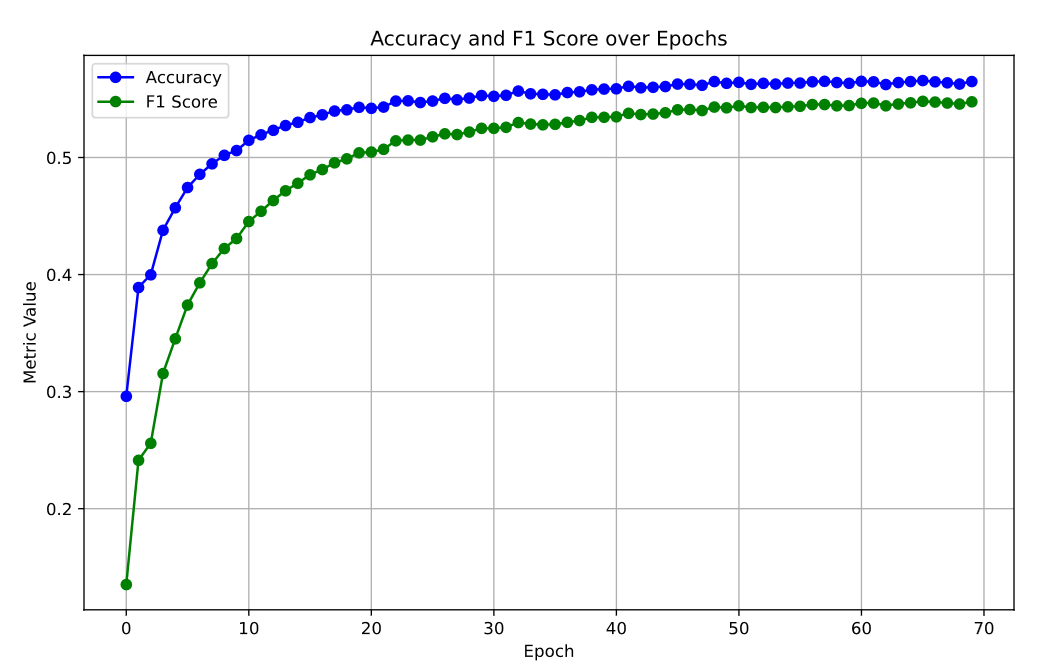 Accuracy and F1 Score over Epochs
Accuracy
F1 Score
Metric Value
0.5
0.4
0.3
0.2
0 10 20 30 40 50 60 70
Epoch